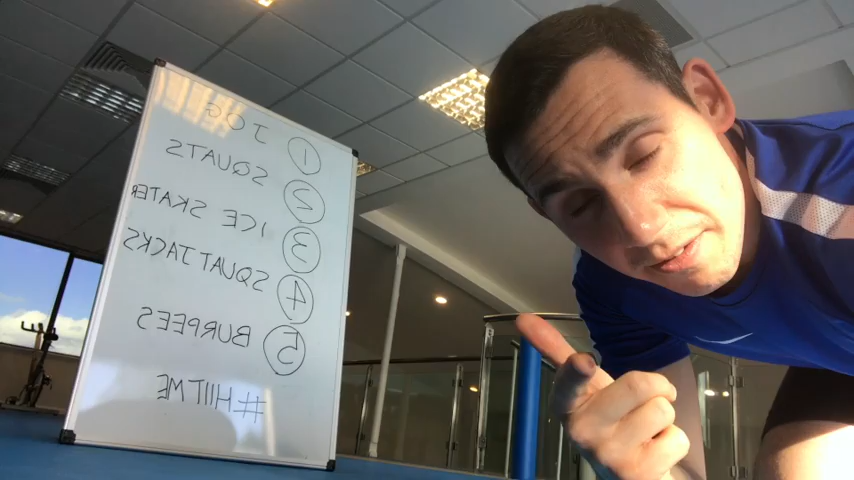 1 JOG
2 SQUATS
3 ICE SKATER
4 SQUAT JACKS
5 BURPEES
#HIITME